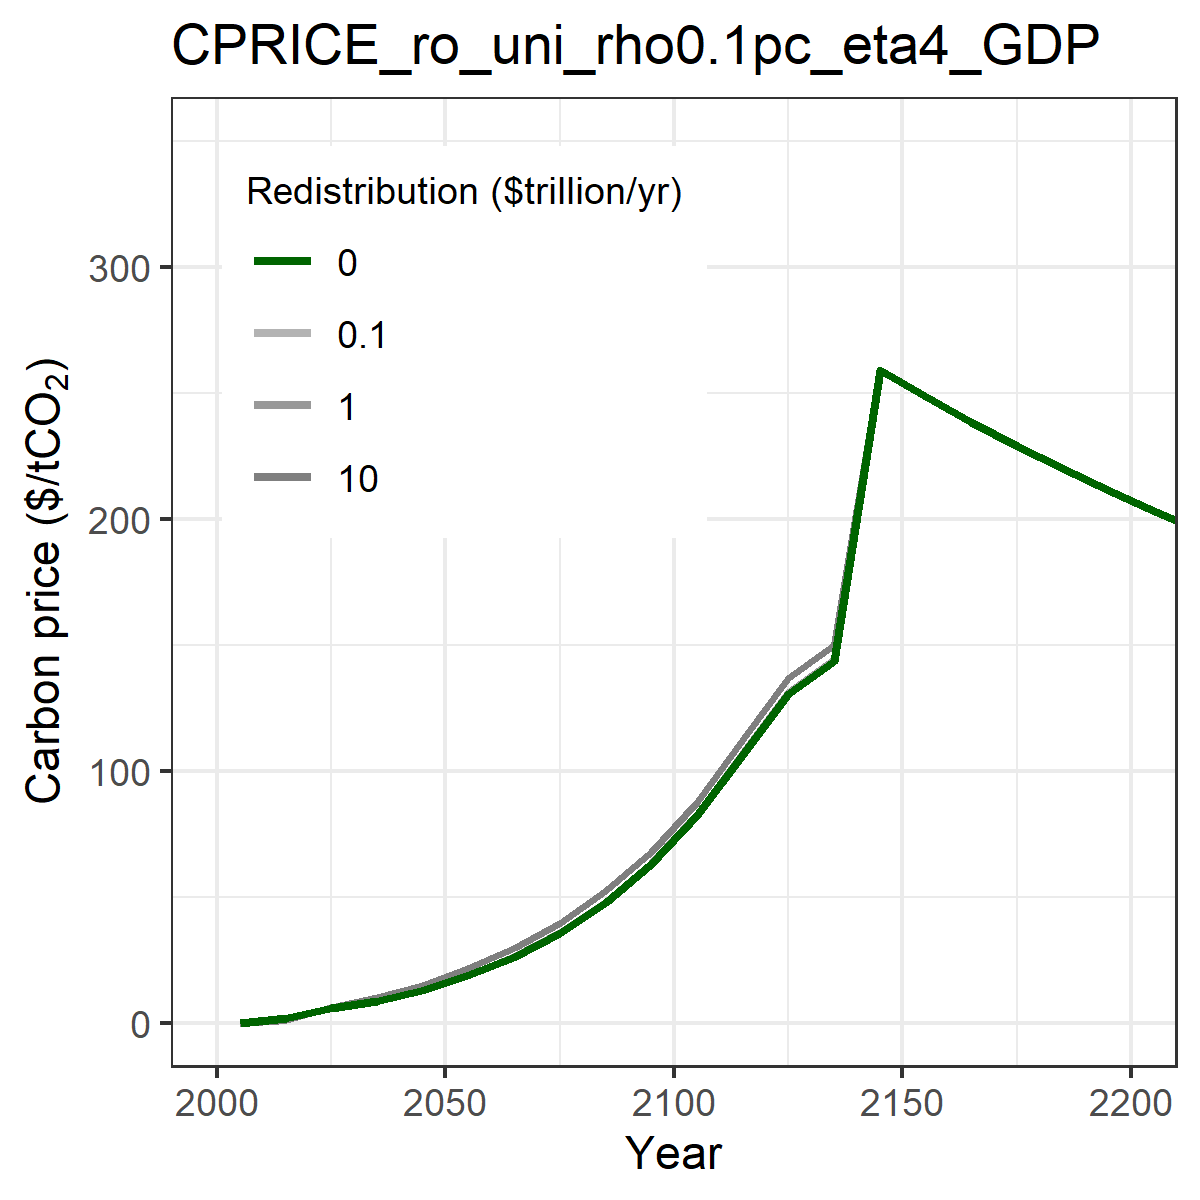 CPRICE_ro_uni_rho0.1pc_eta4_GDP
Redistribution ($trillion/yr)
0
0.1
1
10
300
200
100
0
Carbon price ($/tCO₂)
2000 2050 2100 2150 2200
Year